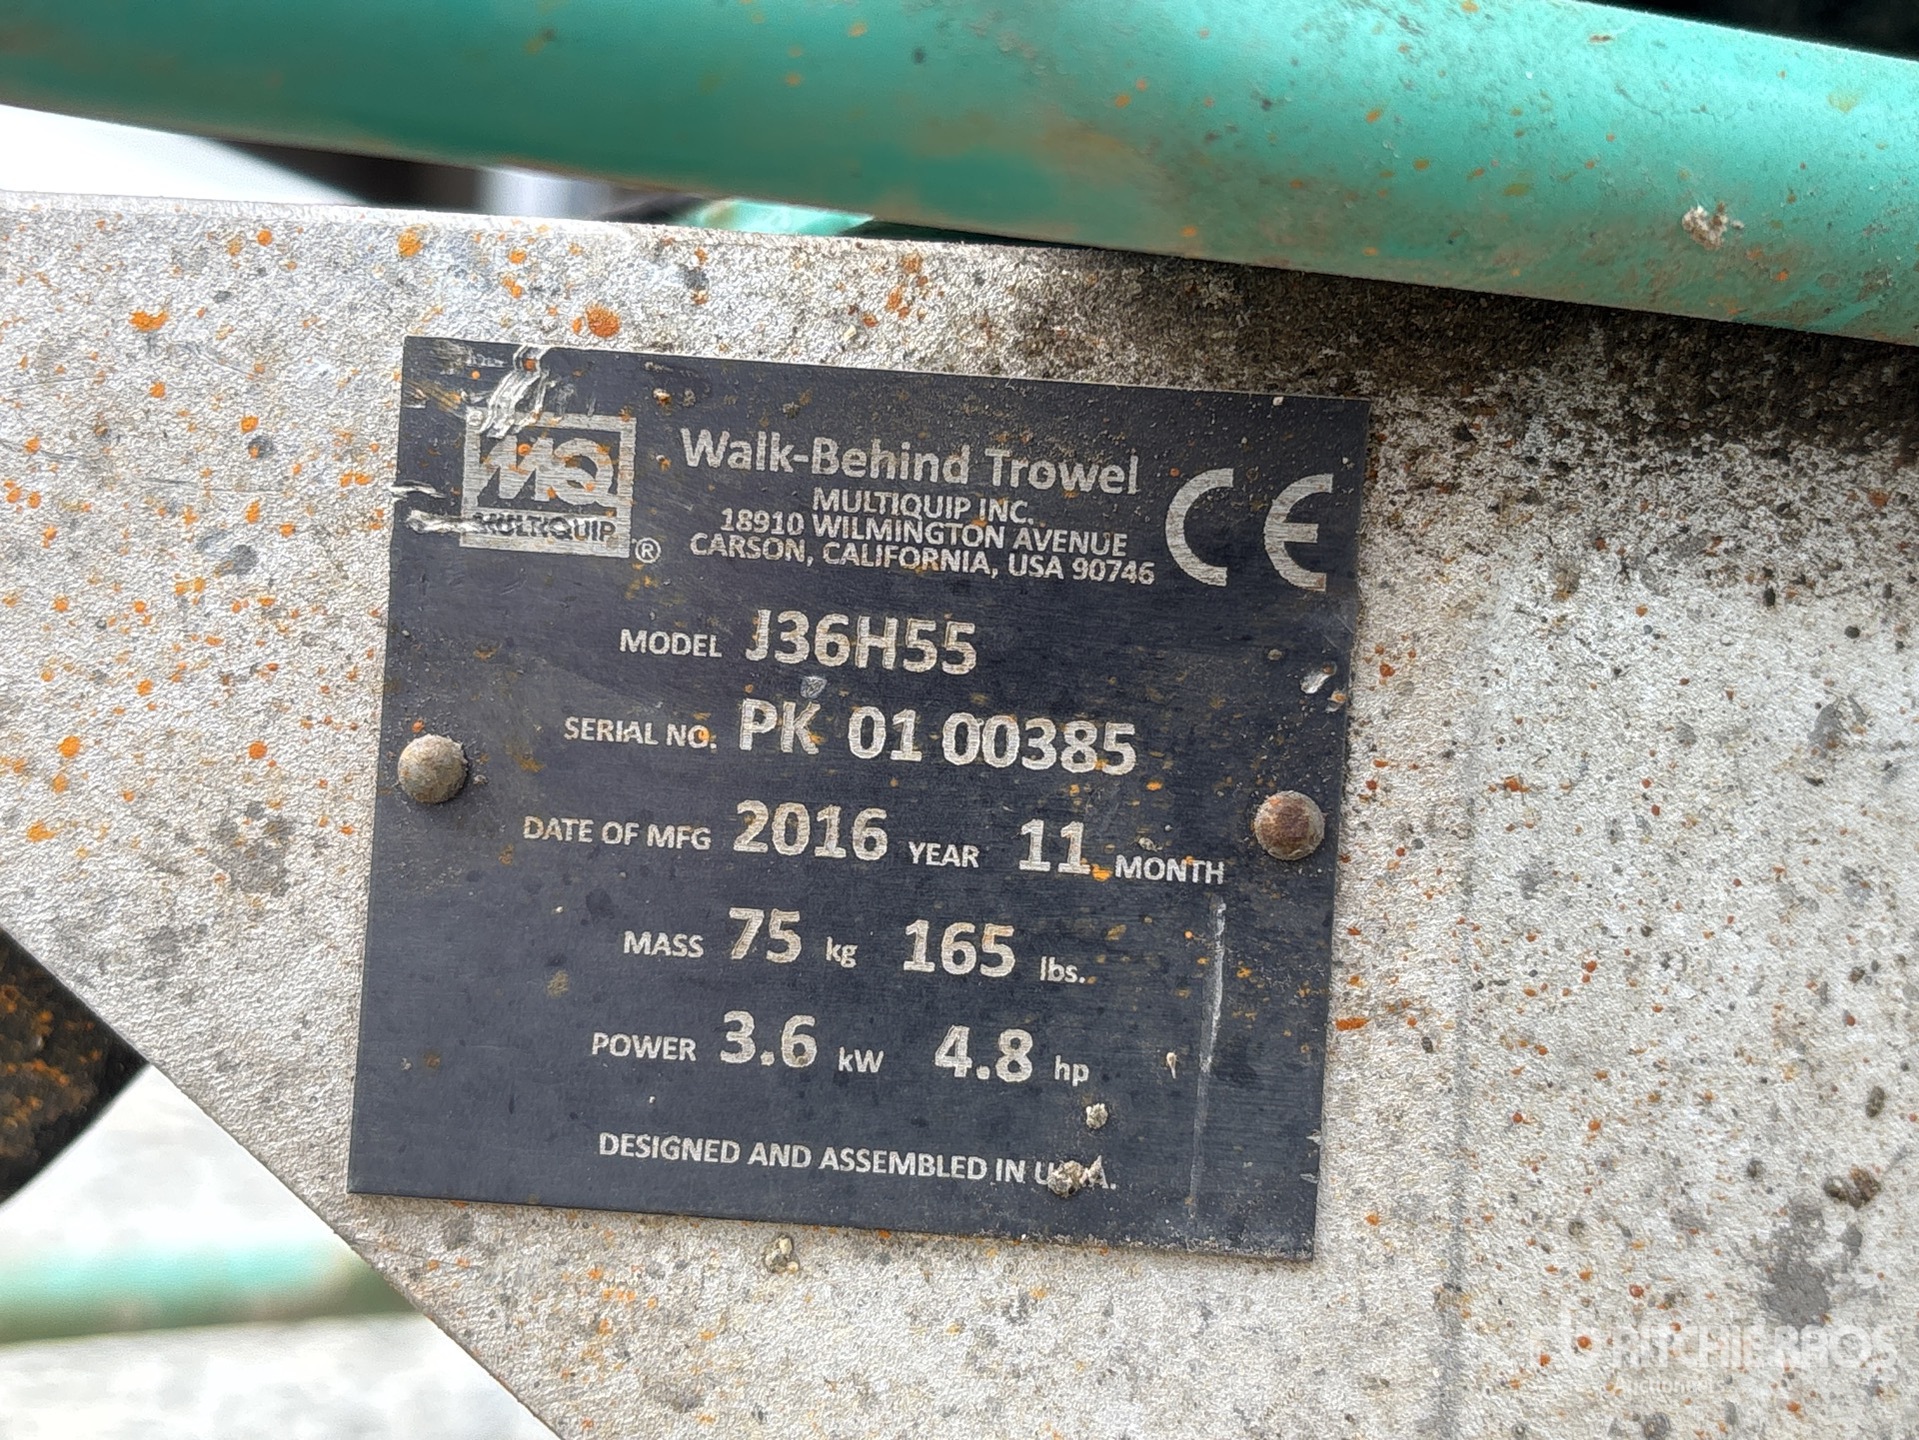 MQ
MULTIQUIP
®
Walk-Behind Trowel
MULTIQUIP INC.
18910 WILMINGTON AVENUE
CARSON, CALIFORNIA, USA 90746
CE
MODEL J36H55
SERIAL NO. PK 01 00385
DATE OF MFG 2016 YEAR 11 MONTH
MASS 75 kg 165 lbs.
POWER 3.6 kW 4.8 hp
DESIGNED AND ASSEMBLED IN U.S.A.
rb RITCHIE BROS
Auctioneers